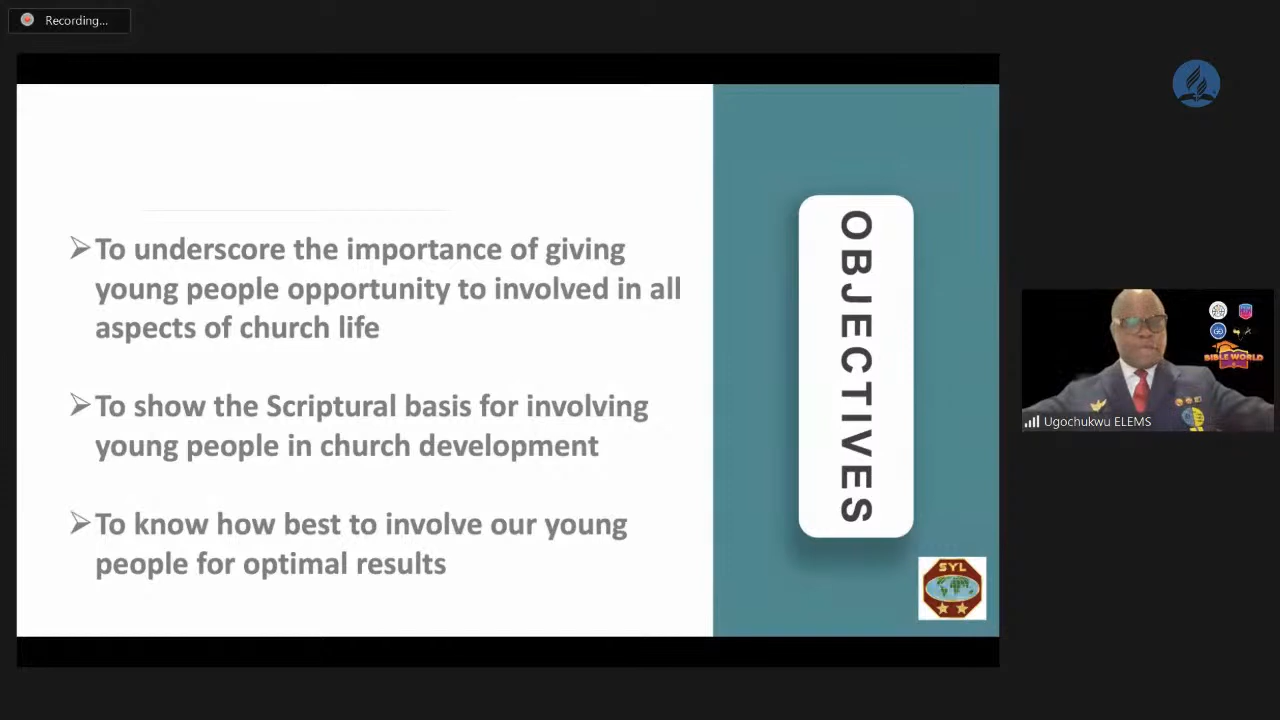 Recording...
➢To underscore the importance of giving
young people opportunity to involved in all
aspects of church life
➢To show the Scriptural basis for involving
young people in church development
➢To know how best to involve our young
people for optimal results
OBJECTIVES
SYL
BIBLE WORLD
Ugochukwu ELEMS